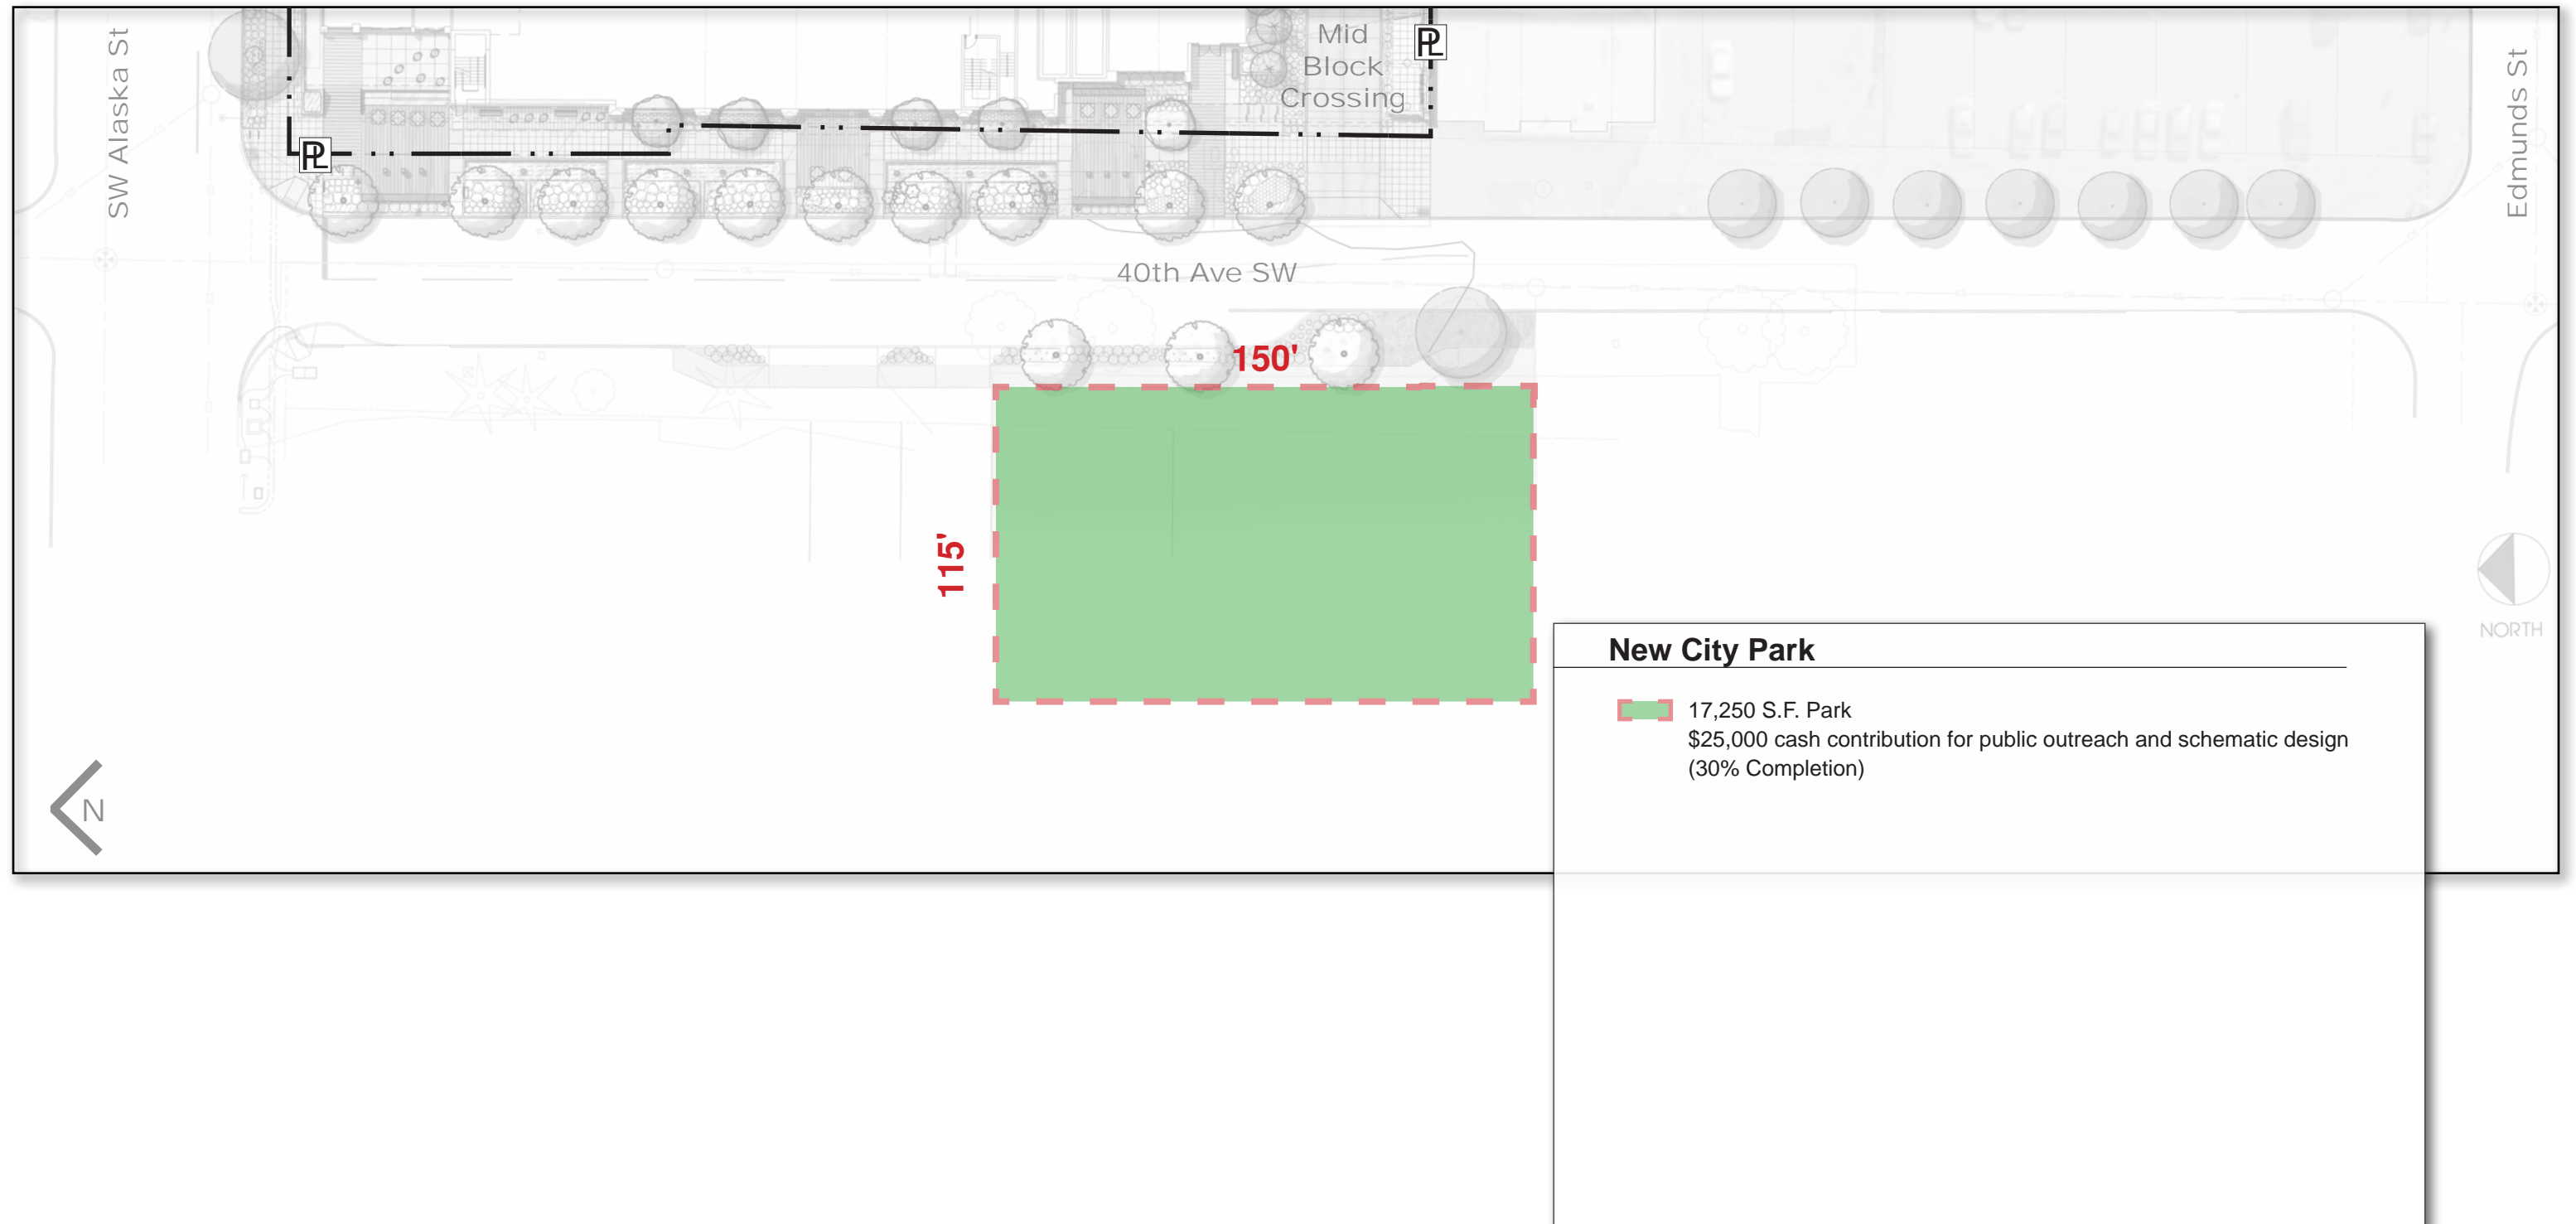 SW Alaska St
Mid
Block
Crossing
PL
PL
Edmunds St
40th Ave SW
150'
115'
NORTH
N
New City Park
17,250 S.F. Park
$25,000 cash contribution for public outreach and schematic design
(30% Completion)